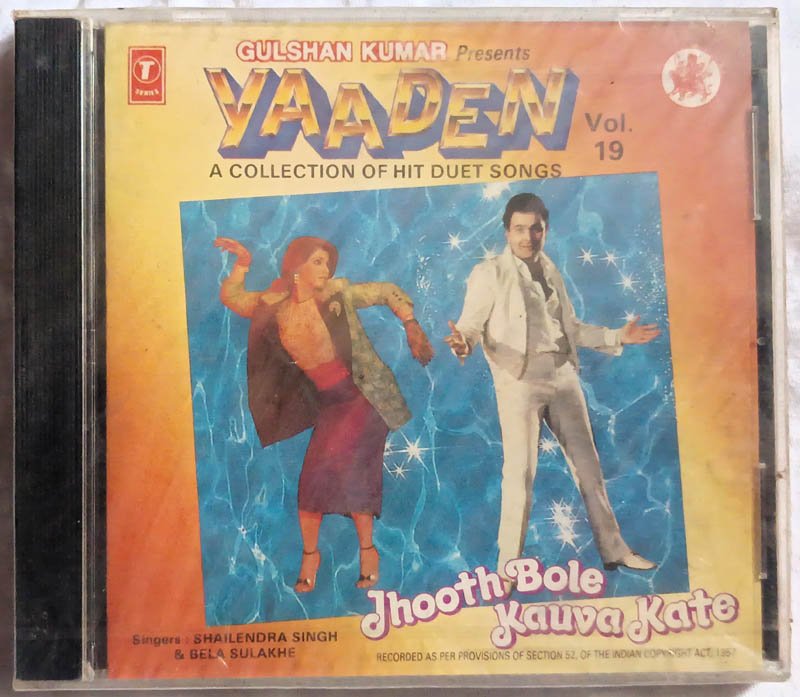 T
SERIES
GULSHAN KUMAR Presents
YAADEN
Vol.
19
A COLLECTION OF HIT DUET SONGS
Jhooth Bole
Kauva Kate
Singers : SHAILENDRA SINGH
& BELA SULAKHE
RECORDED AS PER PROVISIONS OF SECTION 52, OF THE INDIAN COPYRIGHT ACT, 1957